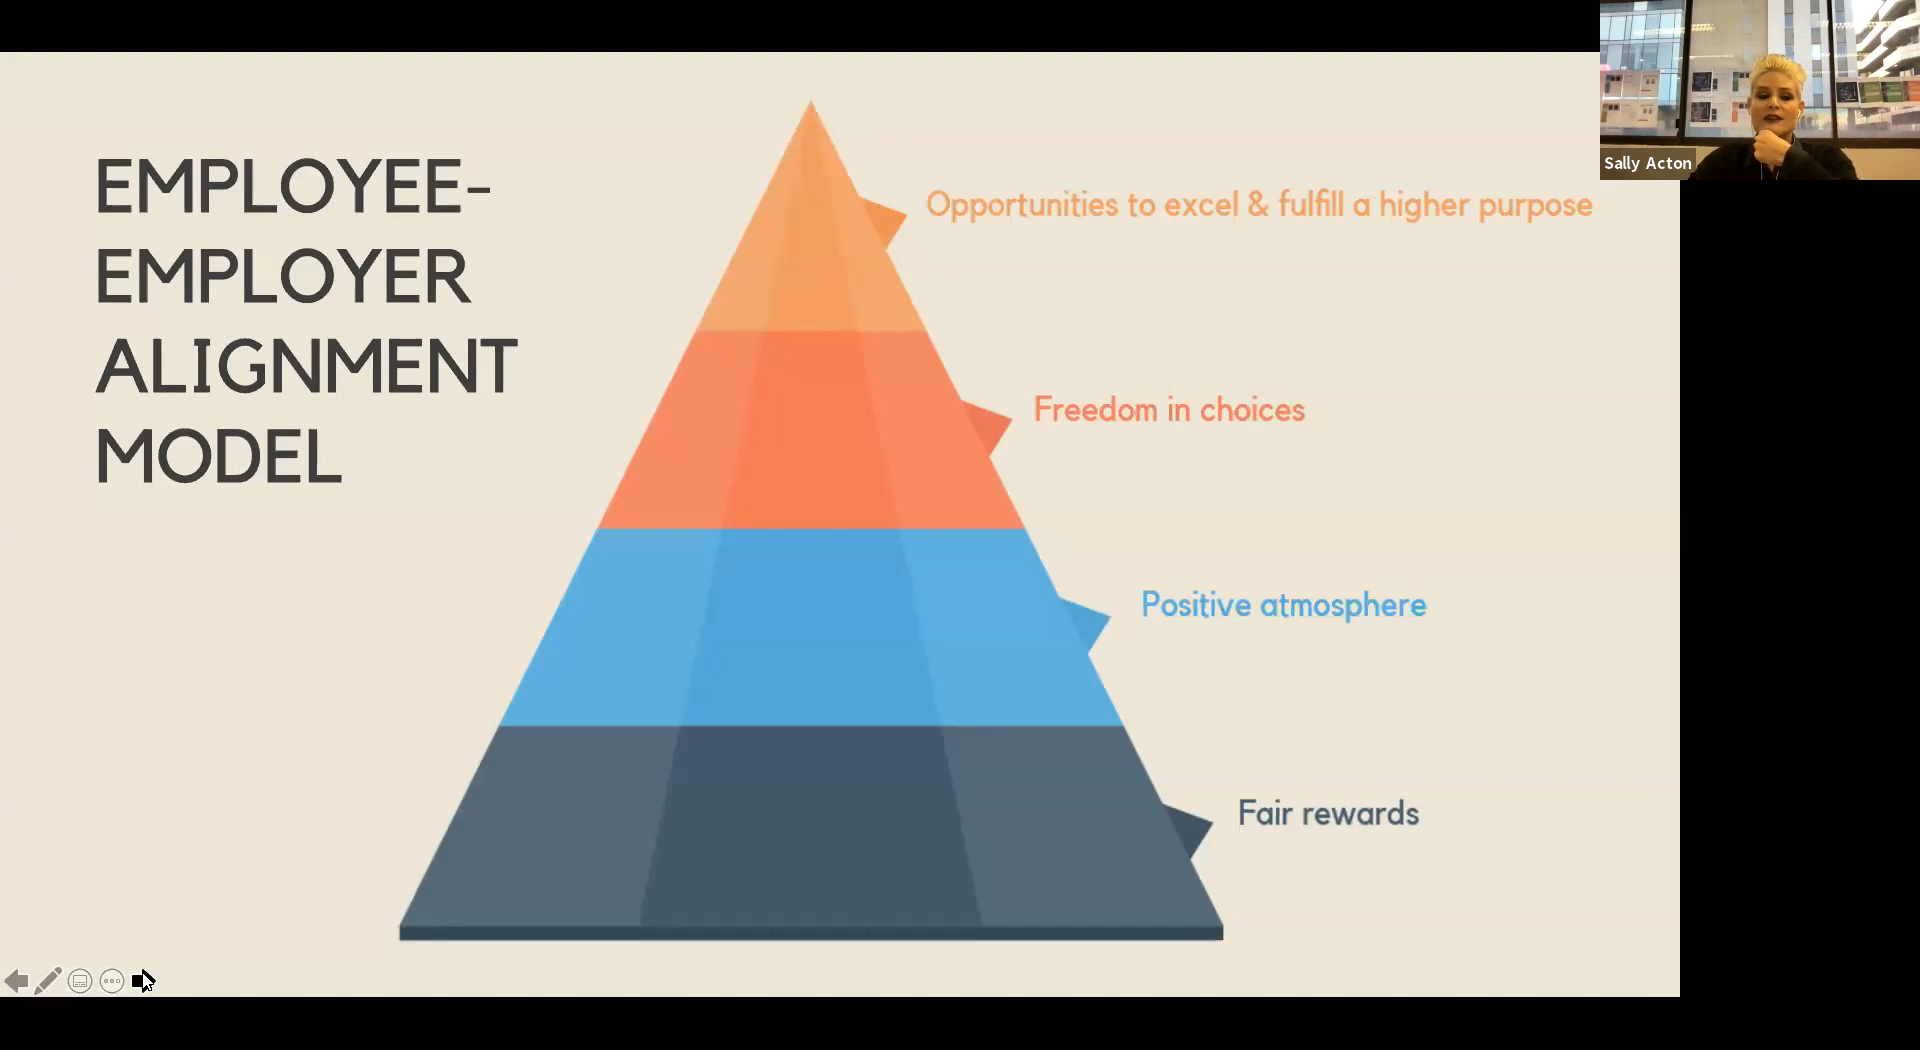 EMPLOYEE-
EMPLOYER
ALIGNMENT
MODEL
Opportunities to excel & fulfill a higher purpose
Freedom in choices
Positive atmosphere
Fair rewards
Sally Acton